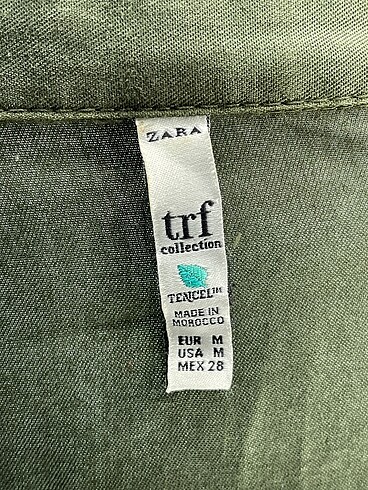 ZARA
trf
collection
TENCEL™
MADE IN
MOROCCO
EUR M
USA M
MEX 28